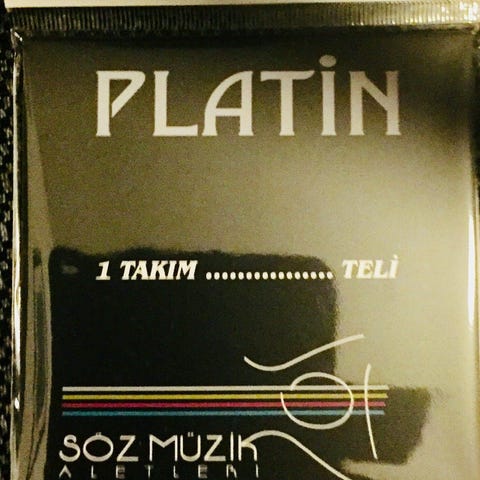 PLATİN
1 TAKIM ................ TELİ
SÖZ MÜZİK
ALETLERİ